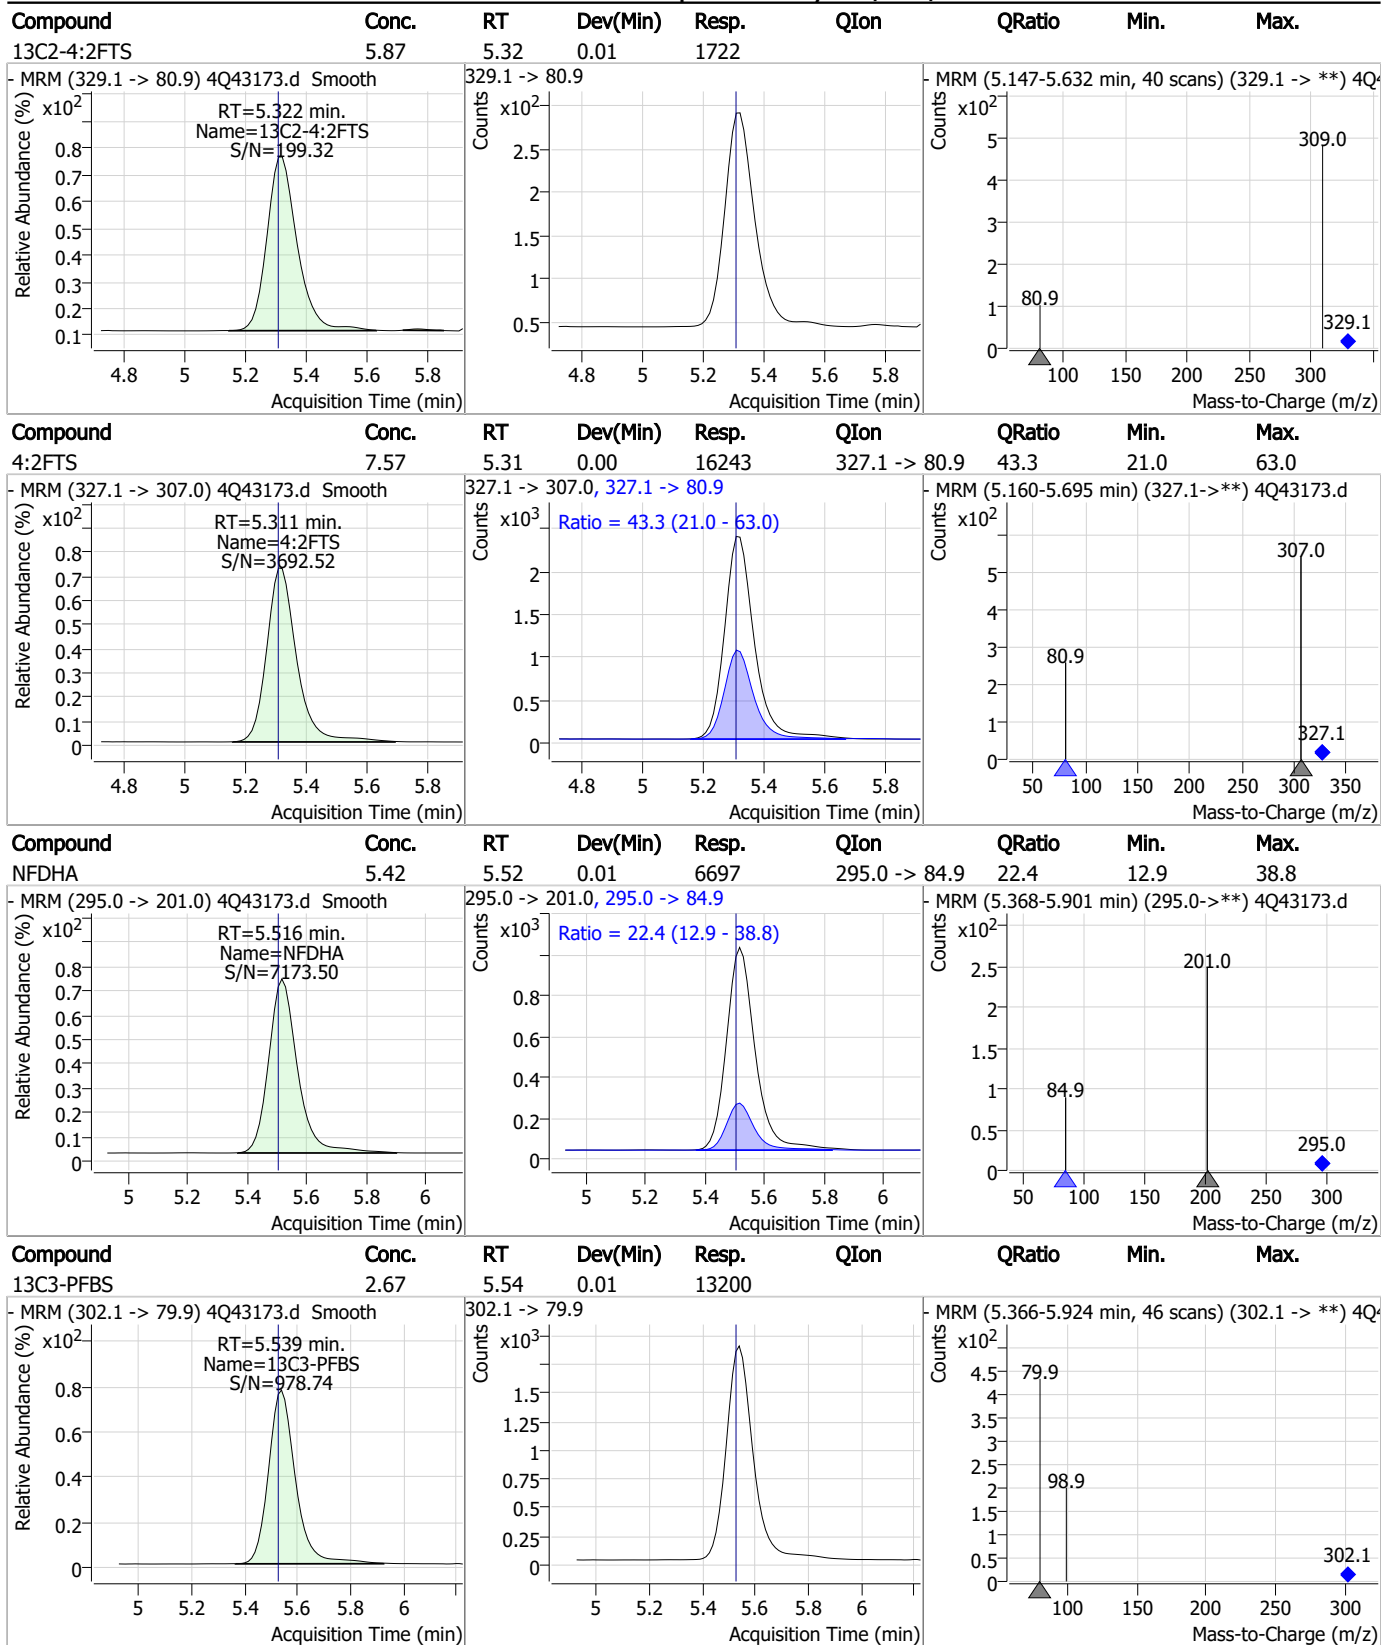 Compound Conc. RT Dev(Min) Resp. QIon QRatio Min. Max.
13C2-4:2FTS 5.87 5.32 0.01 1722
- MRM (329.1 -> 80.9) 4Q43173.d Smooth
Relative Abundance (%)
x10²
RT=5.322 min.
Name=13C2-4:2FTS
S/N=199.32
0.8
0.7
0.6
0.5
0.4
0.3
0.2
0.1
4.8 5 5.2 5.4 5.6 5.8
Acquisition Time (min)
329.1 -> 80.9
Counts
x10²
2.5
2
1.5
1
0.5
4.8 5 5.2 5.4 5.6 5.8
Acquisition Time (min)
- MRM (5.147-5.632 min, 40 scans) (329.1 -> **) 4Q4
Counts
x10²
5
4
3
2
1
0
309.0
80.9
329.1
100 150 200 250 300
Mass-to-Charge (m/z)
Compound Conc. RT Dev(Min) Resp. QIon QRatio Min. Max.
4:2FTS 7.57 5.31 0.00 16243 327.1 -> 80.9 43.3 21.0 63.0
- MRM (327.1 -> 307.0) 4Q43173.d Smooth
Relative Abundance (%)
x10²
RT=5.311 min.
Name=4:2FTS
S/N=3692.52
0.8
0.7
0.6
0.5
0.4
0.3
0.2
0.1
0
4.8 5 5.2 5.4 5.6 5.8
Acquisition Time (min)
327.1 -> 307.0, 327.1 -> 80.9
Counts
x10³
Ratio = 43.3 (21.0 - 63.0)
2
1.5
1
0.5
0
4.8 5 5.2 5.4 5.6 5.8
Acquisition Time (min)
- MRM (5.160-5.695 min) (327.1->**) 4Q43173.d
Counts
x10²
5
4
3
2
1
0
307.0
80.9
327.1
50 100 150 200 250 300 350
Mass-to-Charge (m/z)
Compound Conc. RT Dev(Min) Resp. QIon QRatio Min. Max.
NFDHA 5.42 5.52 0.01 6697 295.0 -> 84.9 22.4 12.9 38.8
- MRM (295.0 -> 201.0) 4Q43173.d Smooth
Relative Abundance (%)
x10²
RT=5.516 min.
Name=NFDHA
S/N=7173.50
0.8
0.7
0.6
0.5
0.4
0.3
0.2
0.1
0
5 5.2 5.4 5.6 5.8 6
Acquisition Time (min)
295.0 -> 201.0, 295.0 -> 84.9
Counts
x10³
Ratio = 22.4 (12.9 - 38.8)
0.8
0.6
0.4
0.2
0
5 5.2 5.4 5.6 5.8 6
Acquisition Time (min)
- MRM (5.368-5.901 min) (295.0->**) 4Q43173.d
Counts
x10²
2.5
2
1.5
1
0.5
0
201.0
84.9
295.0
50 100 150 200 250 300
Mass-to-Charge (m/z)
Compound Conc. RT Dev(Min) Resp. QIon QRatio Min. Max.
13C3-PFBS 2.67 5.54 0.01 13200
- MRM (302.1 -> 79.9) 4Q43173.d Smooth
Relative Abundance (%)
x10²
RT=5.539 min.
Name=13C3-PFBS
S/N=978.74
0.8
0.6
0.4
0.2
0
5 5.2 5.4 5.6 5.8 6
Acquisition Time (min)
302.1 -> 79.9
Counts
x10³
1.5
1.25
1
0.75
0.5
0.25
0
5 5.2 5.4 5.6 5.8 6
Acquisition Time (min)
- MRM (5.366-5.924 min, 46 scans) (302.1 -> **) 4Q4
Counts
x10²
4.5
4
3.5
3
2.5
2
1.5
1
0.5
0
79.9
98.9
302.1
100 150 200 250 300
Mass-to-Charge (m/z)